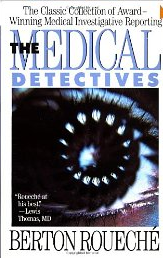 The Classic Collection of Award-
Winning Medical Investigative Reporting
THE
MEDICAL
DETECTIVES
"Roueché at
his best!"
— Lewis
Thomas, MD
BERTON ROUECHÉ